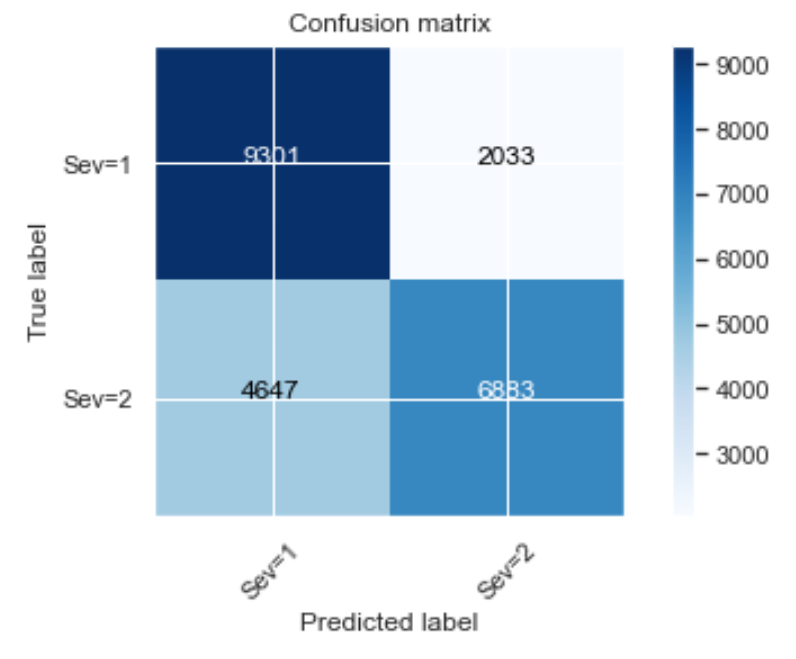 Confusion matrix
Sev=1
9301
2033
Sev=2
4647
6883
True label
Sev=1
Sev=2
Predicted label
9000
8000
7000
6000
5000
4000
3000